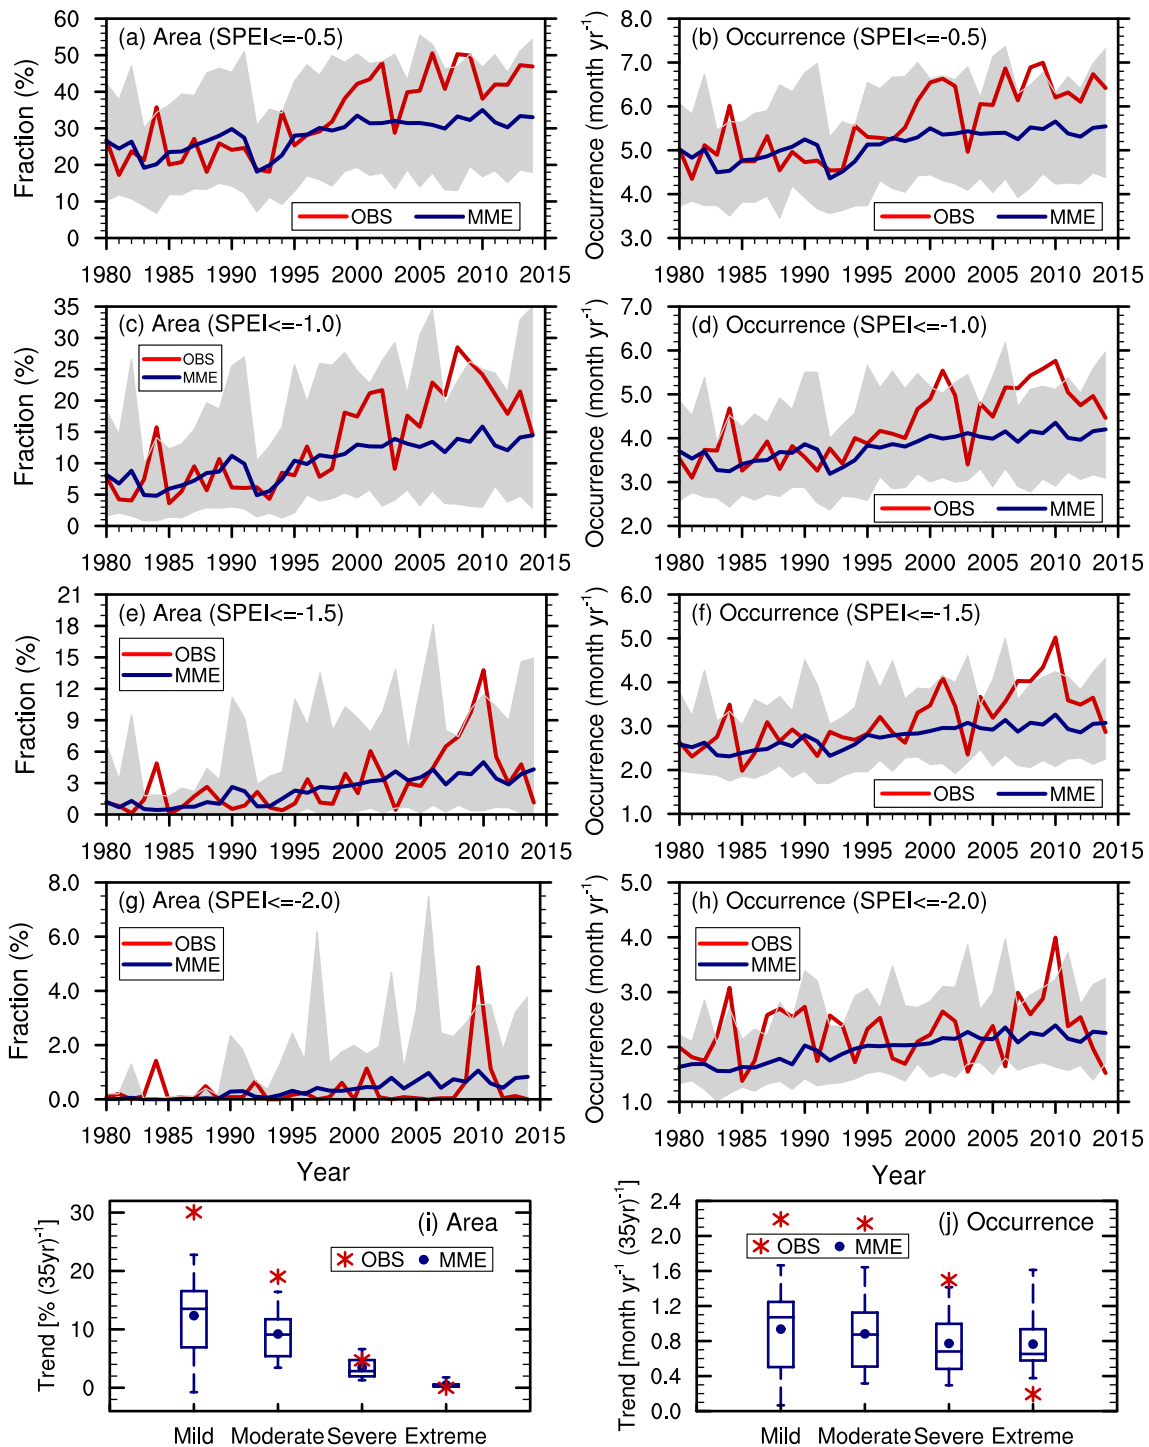 (a) Area (SPEI<=-0.5)
Fraction (%)
60
50
40
30
20
10
0
OBS
MME
1980 1985 1990 1995 2000 2005 2010 2015
(b) Occurrence (SPEI<=-0.5)
Occurrence (month yr-1)
8.0
7.0
6.0
5.0
4.0
3.0
OBS
MME
1980 1985 1990 1995 2000 2005 2010 2015
(c) Area (SPEI<=-1.0)
Fraction (%)
35
30
25
20
15
10
5
0
OBS
MME
1980 1985 1990 1995 2000 2005 2010 2015
(d) Occurrence (SPEI<=-1.0)
Occurrence (month yr-1)
7.0
6.0
5.0
4.0
3.0
2.0
OBS
MME
1980 1985 1990 1995 2000 2005 2010 2015
(e) Area (SPEI<=-1.5)
Fraction (%)
21
18
15
12
9
6
3
0
OBS
MME
1980 1985 1990 1995 2000 2005 2010 2015
(f) Occurrence (SPEI<=-1.5)
Occurrence (month yr-1)
6.0
5.0
4.0
3.0
2.0
1.0
OBS
MME
1980 1985 1990 1995 2000 2005 2010 2015
(g) Area (SPEI<=-2.0)
Fraction (%)
8.0
6.0
4.0
2.0
0.0
OBS
MME
1980 1985 1990 1995 2000 2005 2010 2015
Year
(h) Occurrence (SPEI<=-2.0)
Occurrence (month yr-1)
5.0
4.0
3.0
2.0
1.0
OBS
MME
1980 1985 1990 1995 2000 2005 2010 2015
Year
(i) Area
Trend [% (35yr)-1]
30
20
10
0
OBS
MME
Mild Moderate Severe Extreme
(j) Occurrence
Trend [month yr-1 (35yr)-1]
2.4
2.0
1.6
1.2
0.8
0.4
0.0
OBS
MME
Mild Moderate Severe Extreme